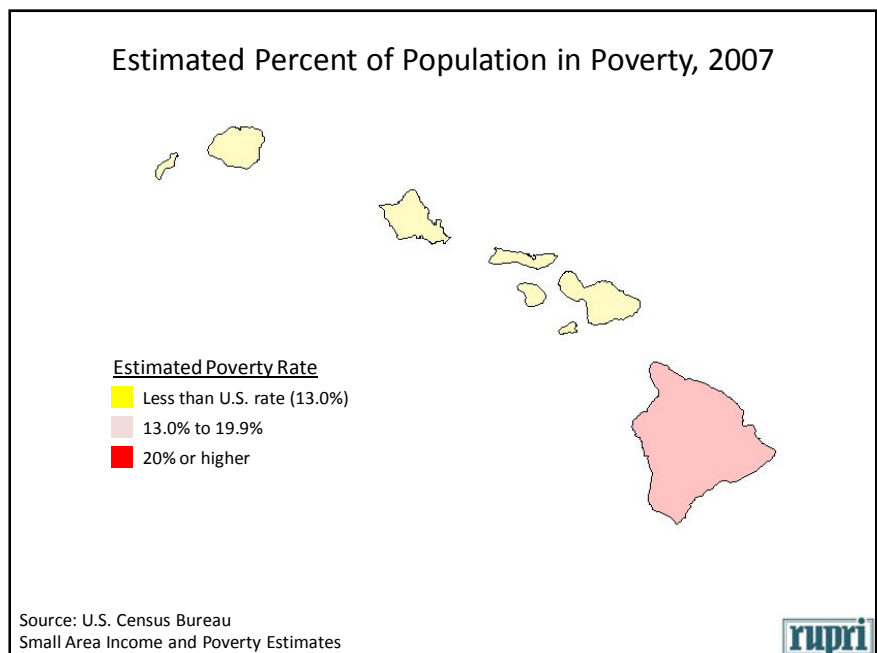 Estimated Percent of Population in Poverty, 2007
Estimated Poverty Rate
Less than U.S. rate (13.0%)
13.0% to 19.9%
20% or higher
Source: U.S. Census Bureau
Small Area Income and Poverty Estimates
rupri